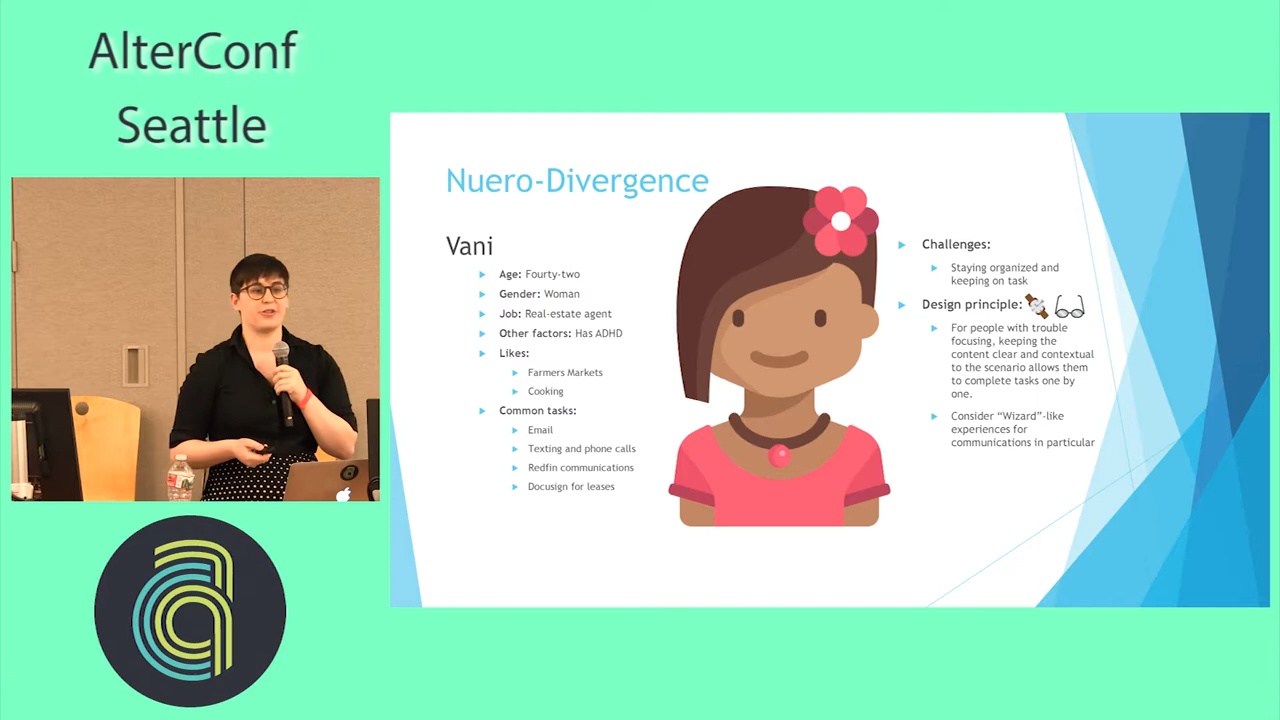 AlterConf
Seattle
Nuero-Divergence
Vani
Age: Fourty-two
Gender: Woman
Job: Real-estate agent
Other factors: Has ADHD
Likes:
Farmers Markets
Cooking
Common tasks:
Email
Texting and phone calls
Redfin communications
Docusign for leases
Challenges:
Staying organized and
keeping on task
Design principle:
For people with trouble
focusing, keeping the
content clear and contextual
to the scenario allows them
to complete tasks one by
one.
Consider “Wizard”-like
experiences for
communications in particular